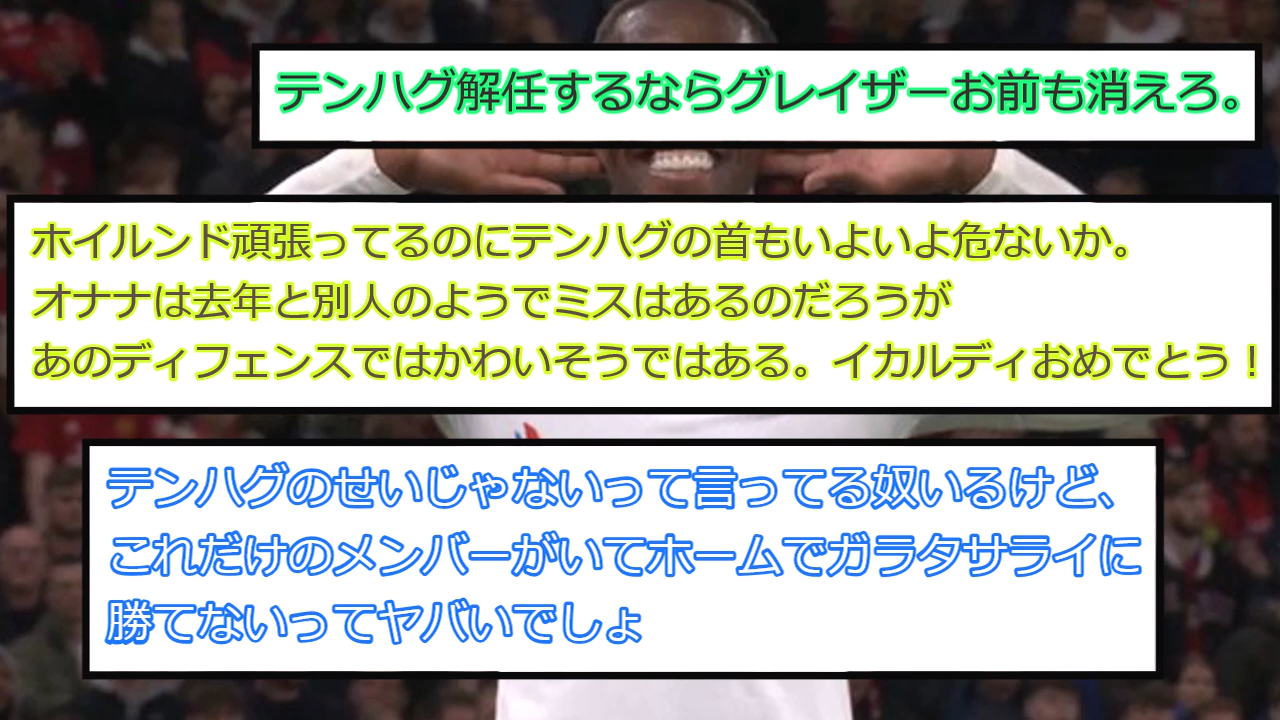 テンハグ解任するならグレイザーお前も消えろ。
ホイルンド頑張ってるのにテンハグの首もいよいよ危ないか。
オナナは去年と別人のようでミスはあるのだろうが
あのディフェンスではかわいそうではある。イカルディおめでとう！
テンハグのせいじゃないって言ってる奴いるけど、
これだけのメンバーがいてホームでガラタサライに
勝てないってヤバいでしょ